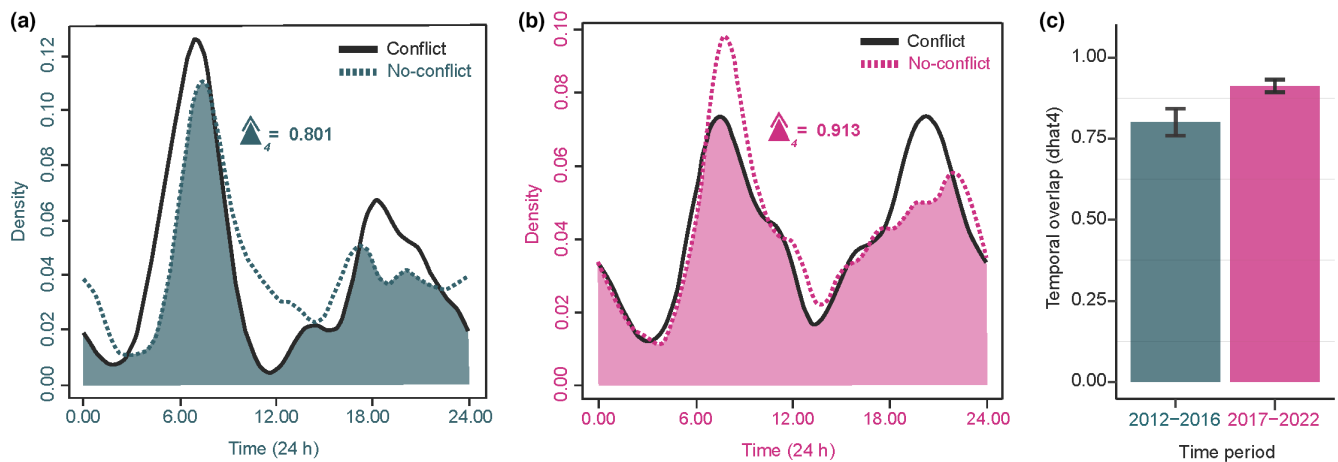 (a)
Density
0.00
0.02
0.04
0.06
0.08
0.10
0.12
Conflict
No-conflict
4 = 0.801
0.00
6.00
12.00
18.00
24.00
Time (24 h)
(b)
Density
0.00
0.02
0.04
0.06
0.08
0.10
Conflict
No-conflict
4 = 0.913
0.00
6.00
12.00
18.00
24.00
Time (24 h)
(c)
Temporal overlap (dhat4)
1.00
0.75
0.50
0.25
0.00
2012−2016
2017−2022
Time period